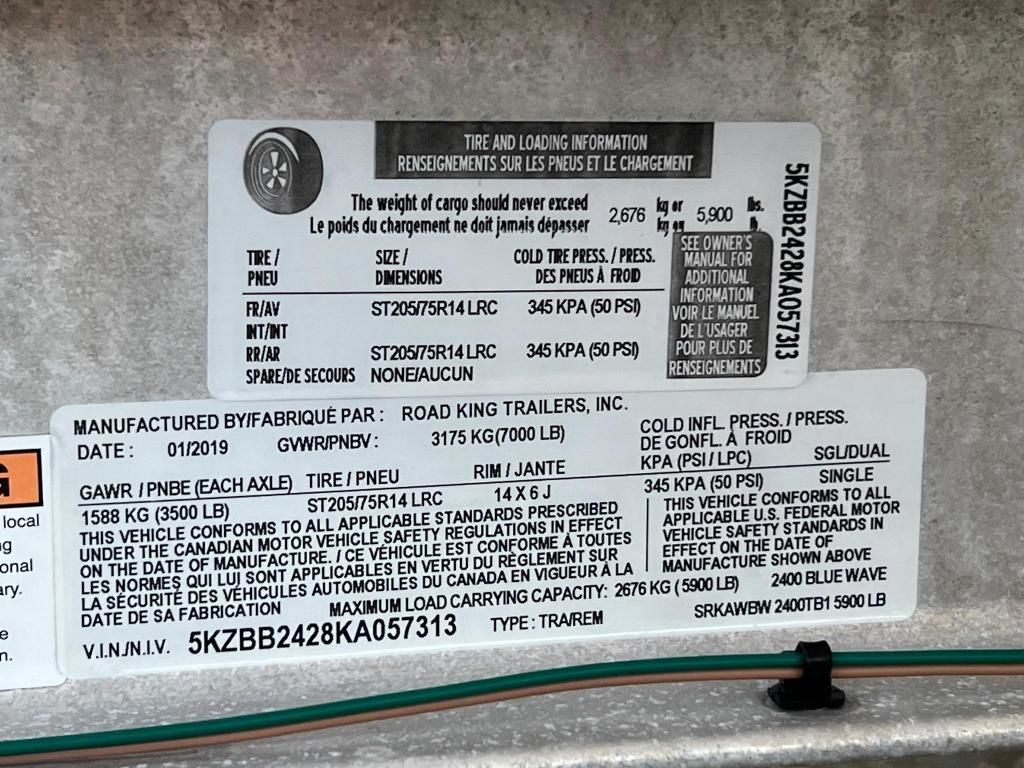 TIRE AND LOADING INFORMATION
RENSEIGNEMENTS SUR LES PNEUS ET LE CHARGEMENT
The weight of cargo should never exceed 2,676 kg or 5,900 lbs.
Le poids du chargement ne doit jamais dépasser kg ou lb.
TIRE / SIZE / COLD TIRE PRESS. / PRESS.
PNEU DIMENSIONS DES PNEUS À FROID
FR/AV ST205/75R14 LRC 345 KPA (50 PSI)
INT/INT
RR/AR ST205/75R14 LRC 345 KPA (50 PSI)
SPARE/DE SECOURS NONE/AUCUN
SEE OWNER'S
MANUAL FOR
ADDITIONAL
INFORMATION
VOIR LE MANUEL
DE L'USAGER
POUR PLUS DE
RENSEIGNEMENTS
5KZBB2428KA057313
MANUFACTURED BY/FABRIQUÉ PAR : ROAD KING TRAILERS, INC.
DATE : 01/2019 GVWR/PNBV : 3175 KG(7000 LB)
COLD INFL. PRESS. / PRESS.
DE GONFL. À FROID
GAWR / PNBE (EACH AXLE) TIRE / PNEU RIM / JANTE KPA (PSI / LPC) SGL/DUAL
1588 KG (3500 LB) ST205/75R14 LRC 14 X 6 J 345 KPA (50 PSI) SINGLE
THIS VEHICLE CONFORMS TO ALL APPLICABLE STANDARDS PRESCRIBED
UNDER THE CANADIAN MOTOR VEHICLE SAFETY REGULATIONS IN EFFECT
ON THE DATE OF MANUFACTURE. / CE VÉHICULE EST CONFORME À TOUTES
LES NORMES QUI LUI SONT APPLICABLES EN VERTU DU RÈGLEMENT SUR
LA SÉCURITÉ DES VÉHICULES AUTOMOBILES DU CANADA EN VIGUEUR À LA
DATE DE SA FABRICATION
THIS VEHICLE CONFORMS TO ALL
APPLICABLE U.S. FEDERAL MOTOR
VEHICLE SAFETY STANDARDS IN
EFFECT ON THE DATE OF
MANUFACTURE SHOWN ABOVE
MAXIMUM LOAD CARRYING CAPACITY: 2676 KG ( 5900 LB) 2400 BLUE WAVE
V.I.N./N.I.V. 5KZBB2428KA057313 TYPE : TRA/REM SRKAWBW 2400TB1 5900 LB
G
local
onal
ary.
e
n.